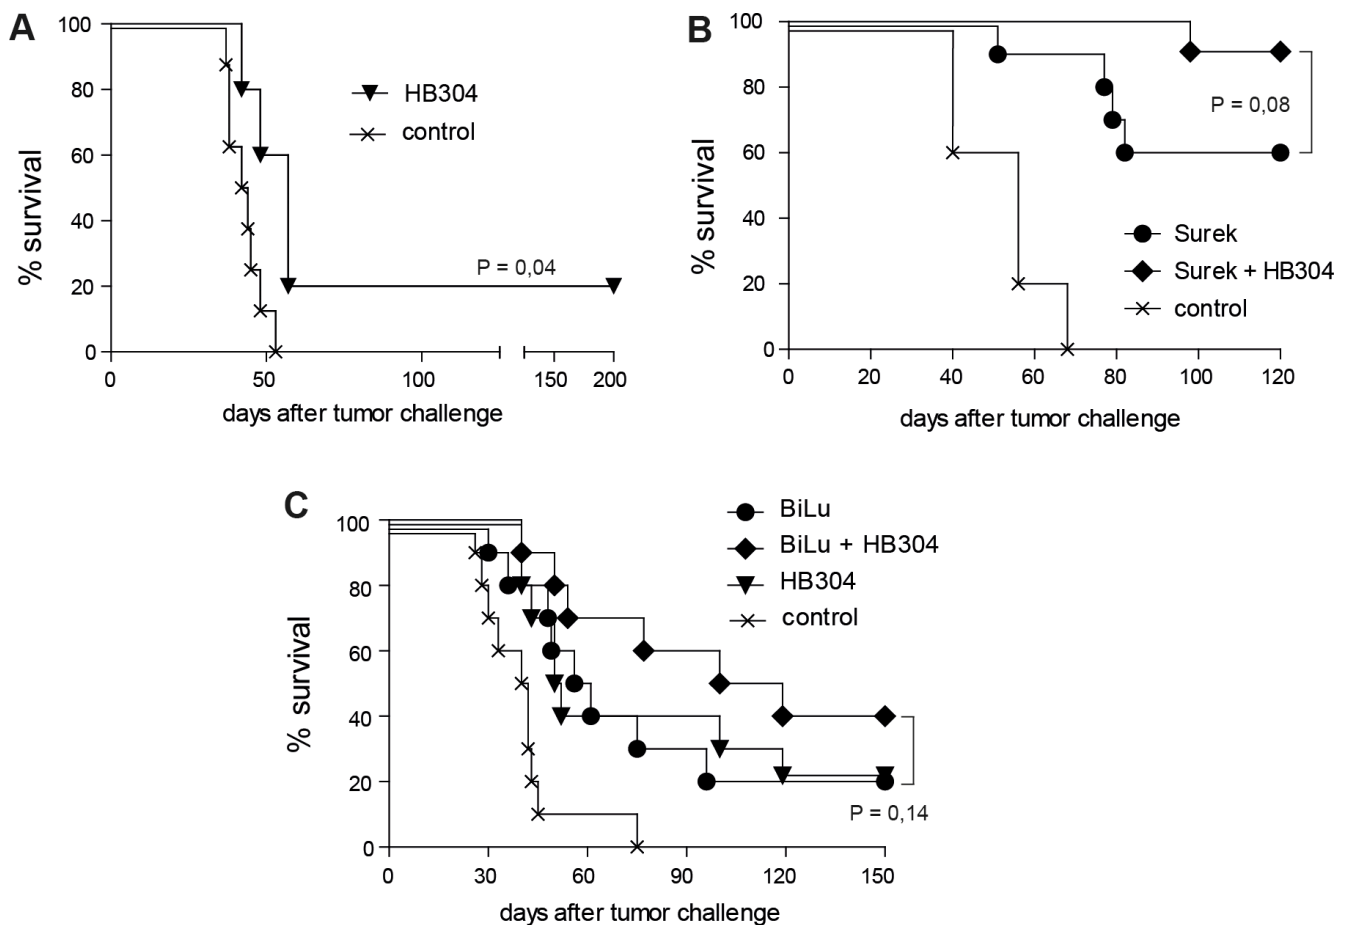 A
100
80
60
40
20
0
% survival
HB304
control
P = 0,04
0 50 100 150 200
days after tumor challenge
B
100
80
60
40
20
0
% survival
P = 0,08
Surek
Surek + HB304
control
0 20 40 60 80 100 120
days after tumor challenge
C
100
80
60
40
20
0
% survival
BiLu
BiLu + HB304
HB304
control
P = 0,14
0 30 60 90 120 150
days after tumor challenge